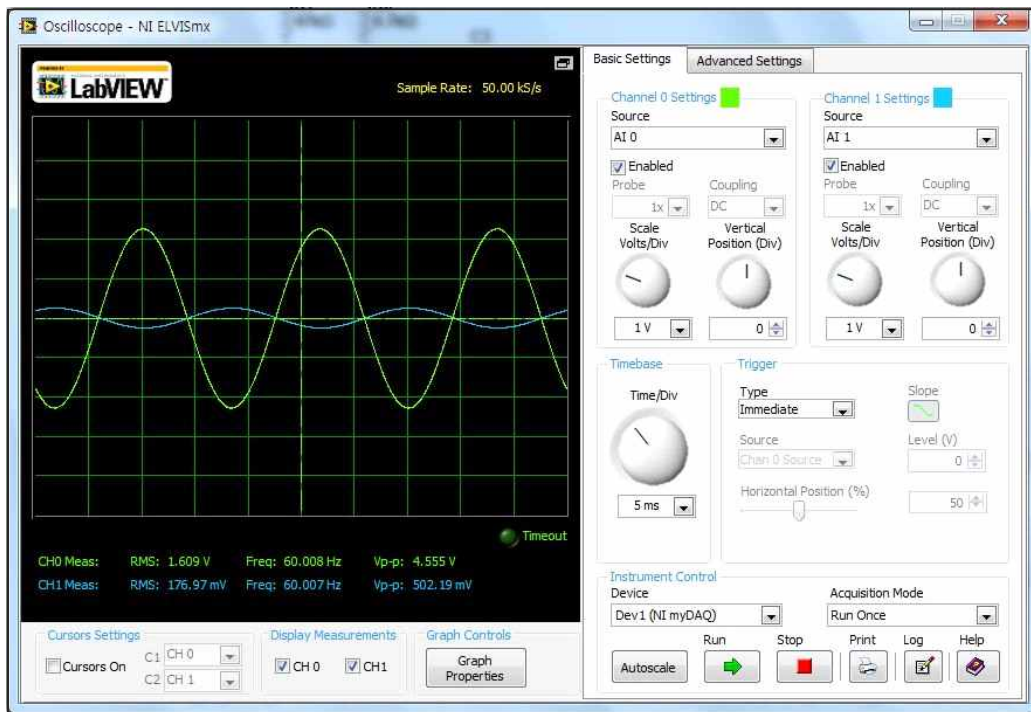 Oscilloscope - NI ELVISmx
LabVIEW
Sample Rate: 50.00 kS/s
Timeout
CH0 Meas: RMS: 1.609 V Freq: 60.008 Hz Vp-p: 4.555 V
CH1 Meas: RMS: 176.97 mV Freq: 60.007 Hz Vp-p: 502.19 mV
Cursors Settings
Cursors On
C1 CH 0
C2 CH 1
Display Measurements
CH 0 CH1
Graph Controls
Graph
Properties
Basic Settings Advanced Settings
Channel 0 Settings
Source
AI 0
Enabled
Probe Coupling
1x DC
Scale Vertical
Volts/Div Position (Div)
1 V 0
Channel 1 Settings
Source
AI 1
Enabled
Probe Coupling
1x DC
Scale Vertical
Volts/Div Position (Div)
1 V 0
Timebase
Time/Div
5 ms
Trigger
Type Slope
Immediate
Source Level (V)
Chan 0 Source 0
Horizontal Position (%)
50
Instrument Control
Device Acquisition Mode
Dev1 (NI myDAQ) Run Once
Run Stop Print Log Help
Autoscale